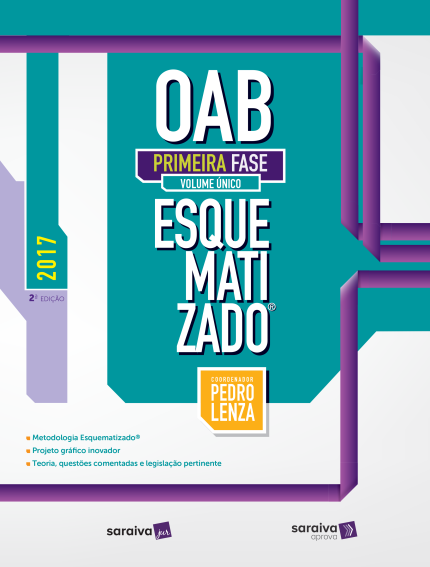 OAB
PRIMEIRA FASE
VOLUME ÚNICO
ESQUE
MATI
ZADO®
2017
2ª EDIÇÃO
COORDENADOR
PEDRO
LENZA
Metodologia Esquematizado®
Projeto gráfico inovador
Teoria, questões comentadas e legislação pertinente
saraiva jur
saraiva
aprova